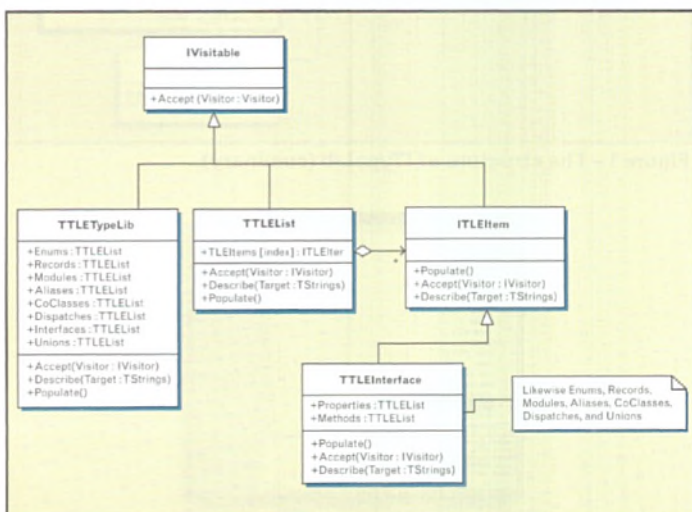 IVisitable
+Accept (Visitor : Visitor)
TTLETypeLib
+Enums : TTLEList
+Records : TTLEList
+Modules : TTLEList
+Aliases : TTLEList
+CoClasses : TTLEList
+Dispatches : TTLEList
+Interfaces : TTLEList
+Unions : TTLEList
+Accept(Visitor : IVisitor)
+Describe(Target : TStrings)
+Populate()
TTLEList
+TLEItems [index] : ITLEIter
+Accept(Visitor : IVisitor)
+Describe(Target : TStrings)
+Populate()
*
ITLEItem
+Populate()
+Accept(Visitor : IVisitor)
+Describe(Target : TStrings)
TTLEInterface
+Properties : TTLEList
+Methods : TTLEList
+Populate()
+Accept(Visitor : IVisitor)
+Describe(Target : TStrings)
Likewise Enums, Records,
Modules, Aliases, CoClasses,
Dispatches, and Unions